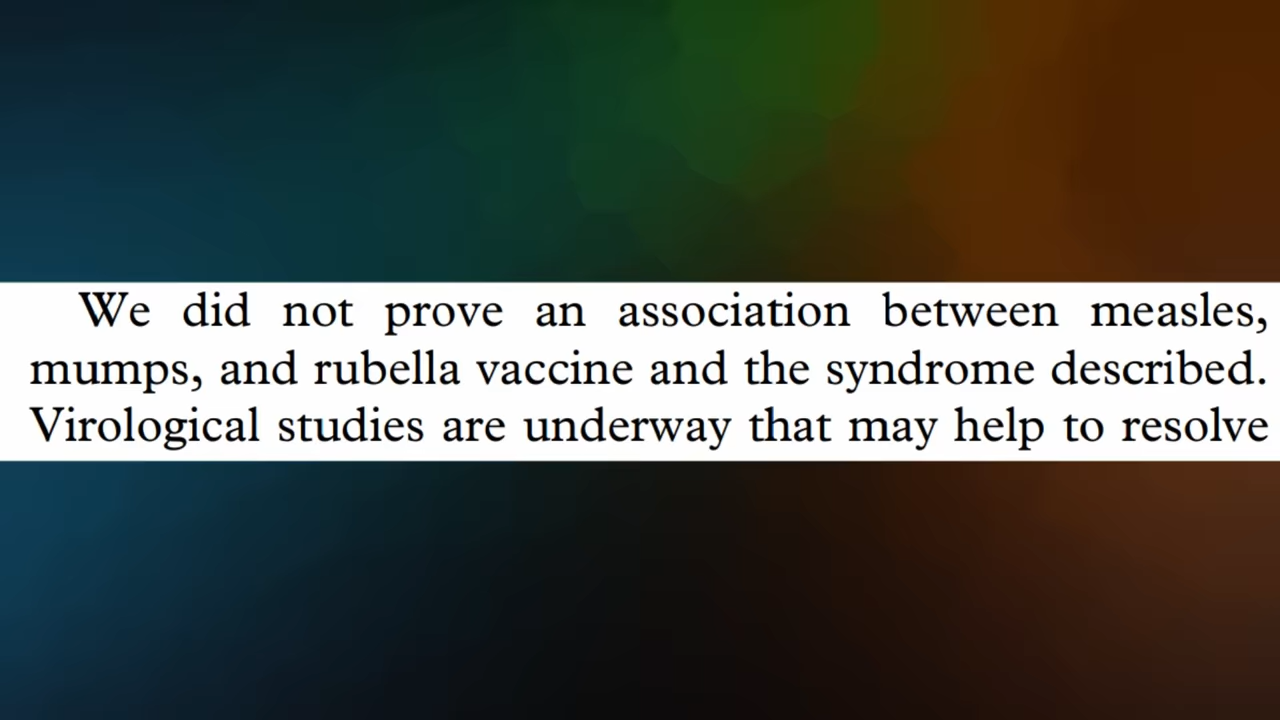 We did not prove an association between measles,
mumps, and rubella vaccine and the syndrome described.
Virological studies are underway that may help to resolve